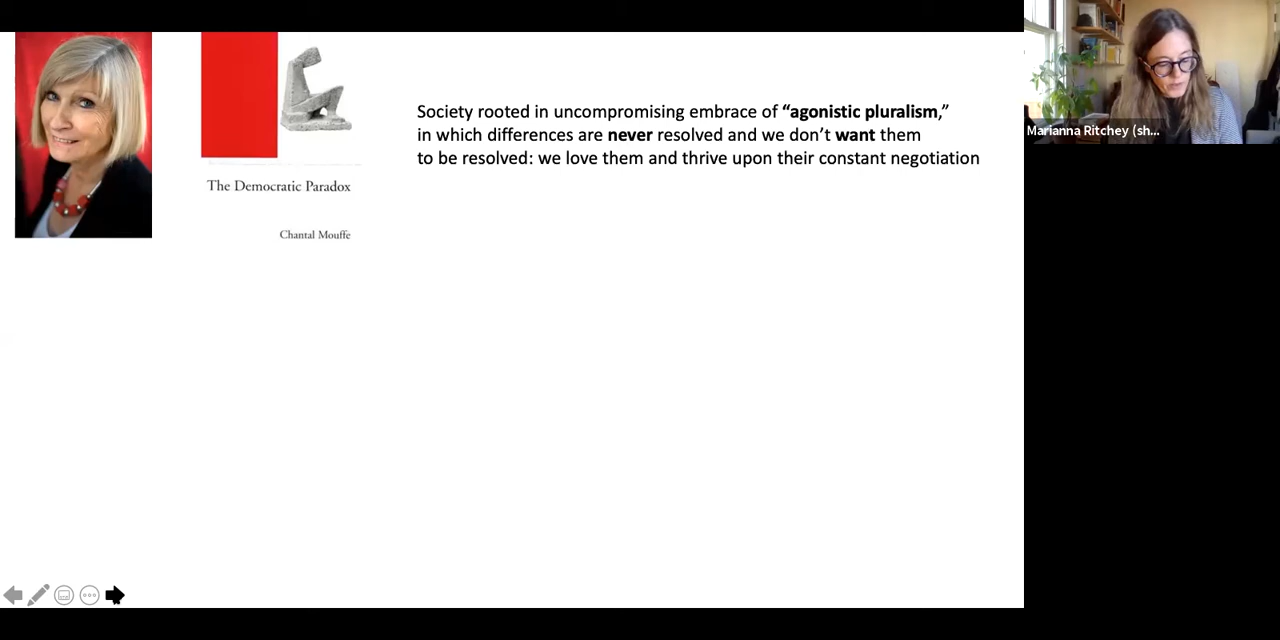 Marianna Ritchey (sh...
Society rooted in uncompromising embrace of “agonistic pluralism,”
in which differences are never resolved and we don’t want them
to be resolved: we love them and thrive upon their constant negotiation
The Democratic Paradox
Chantal Mouffe